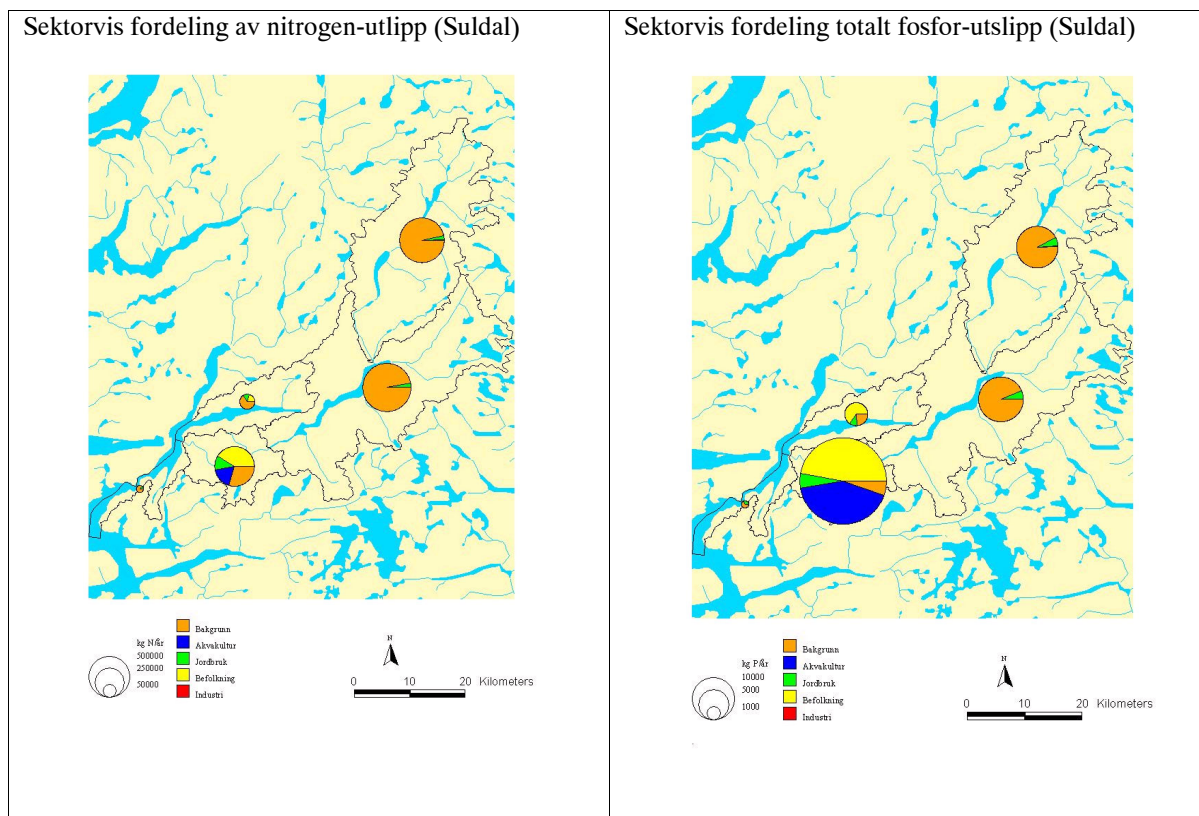 Sektorvis fordeling av nitrogen-utlipp (Suldal)
kg N/år
500000
250000
50000
Bakgrunn
Akvakultur
Jordbruk
Befolkning
Industri
N
0 10 20 Kilometers
Sektorvis fordeling totalt fosfor-utslipp (Suldal)
kg P/år
10000
5000
1000
Bakgrunn
Akvakultur
Jordbruk
Befolkning
Industri
N
0 10 20 Kilometers